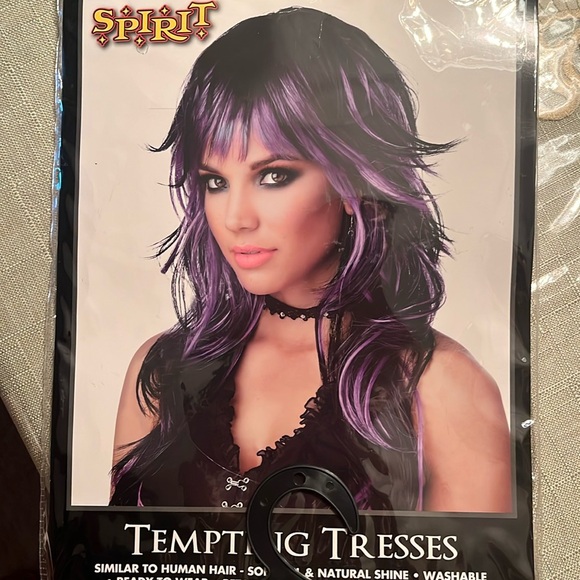 SPIRIT
TEMPTING TRESSES
SIMILAR TO HUMAN HAIR - & NATURAL SHINE • WASHABLE
• READY TO WEAR